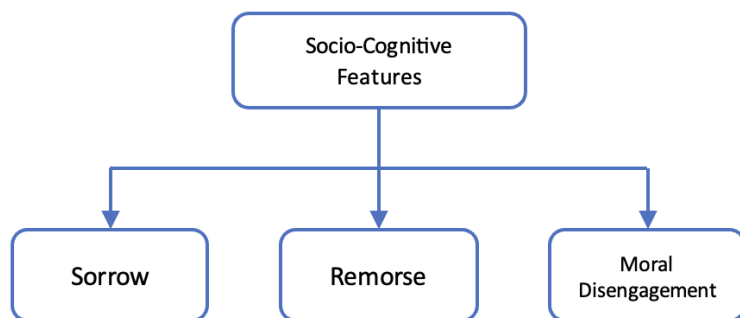 Socio-Cognitive
Features
Sorrow
Remorse
Moral
Disengagement